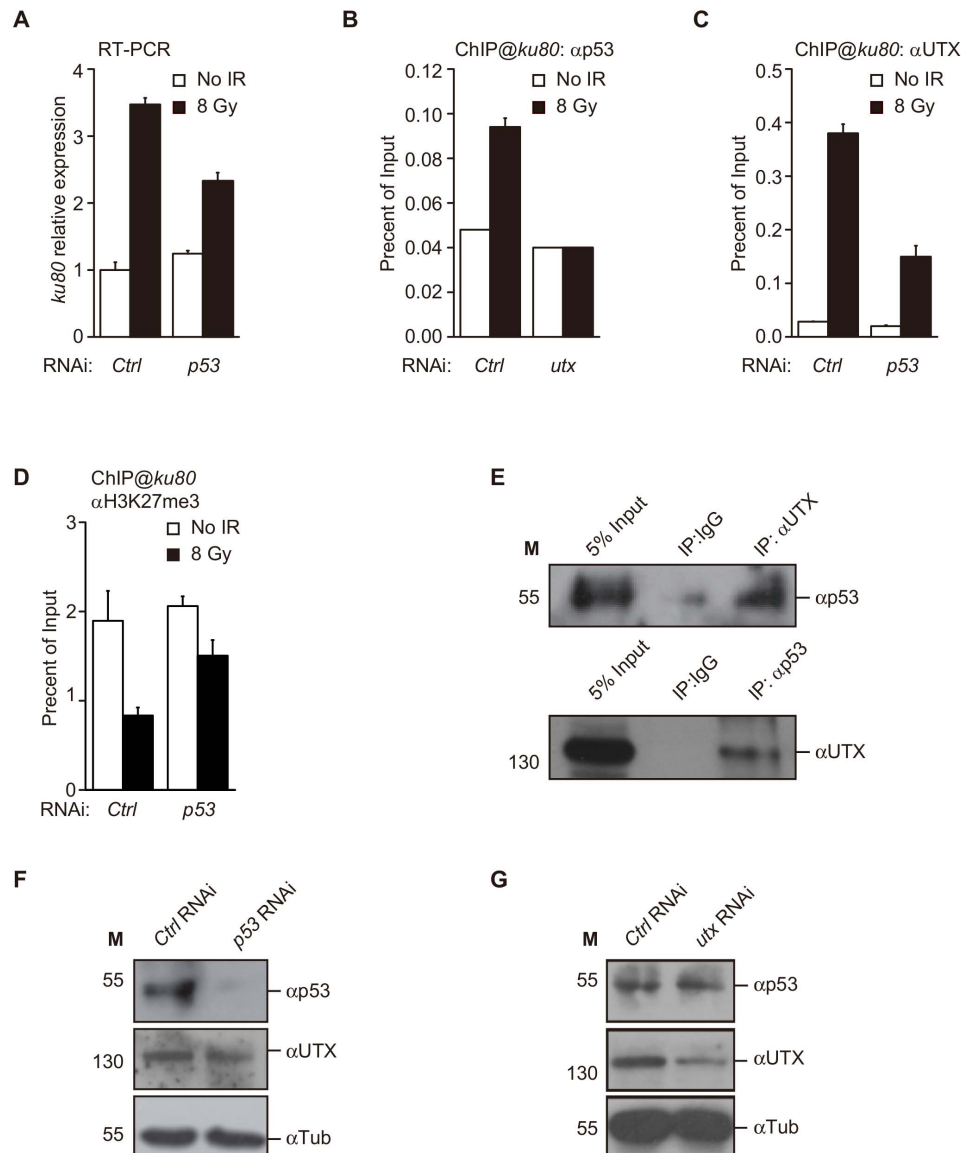 A
RT-PCR
No IR
8 Gy
ku80 relative expression
4
3
2
1
0
RNAi: Ctrl p53
B
ChIP@ku80: αp53
No IR
8 Gy
Precent of Input
0.12
0.10
0.08
0.06
0.04
0.02
0.00
RNAi: Ctrl utx
C
ChIP@ku80: αUTX
No IR
8 Gy
Precent of Input
0.5
0.4
0.3
0.2
0.1
0.0
RNAi: Ctrl p53
D
ChIP@ku80
αH3K27me3
No IR
8 Gy
Precent of Input
3
2
1
0
RNAi: Ctrl p53
E
M 5% Input IP:IgG IP: αUTX
55 αp53
5% Input IP:IgG IP: αp53
130 αUTX
F
M Ctrl RNAi p53 RNAi
55 αp53
130 αUTX
55 αTub
G
M Ctrl RNAi utx RNAi
55 αp53
130 αUTX
55 αTub